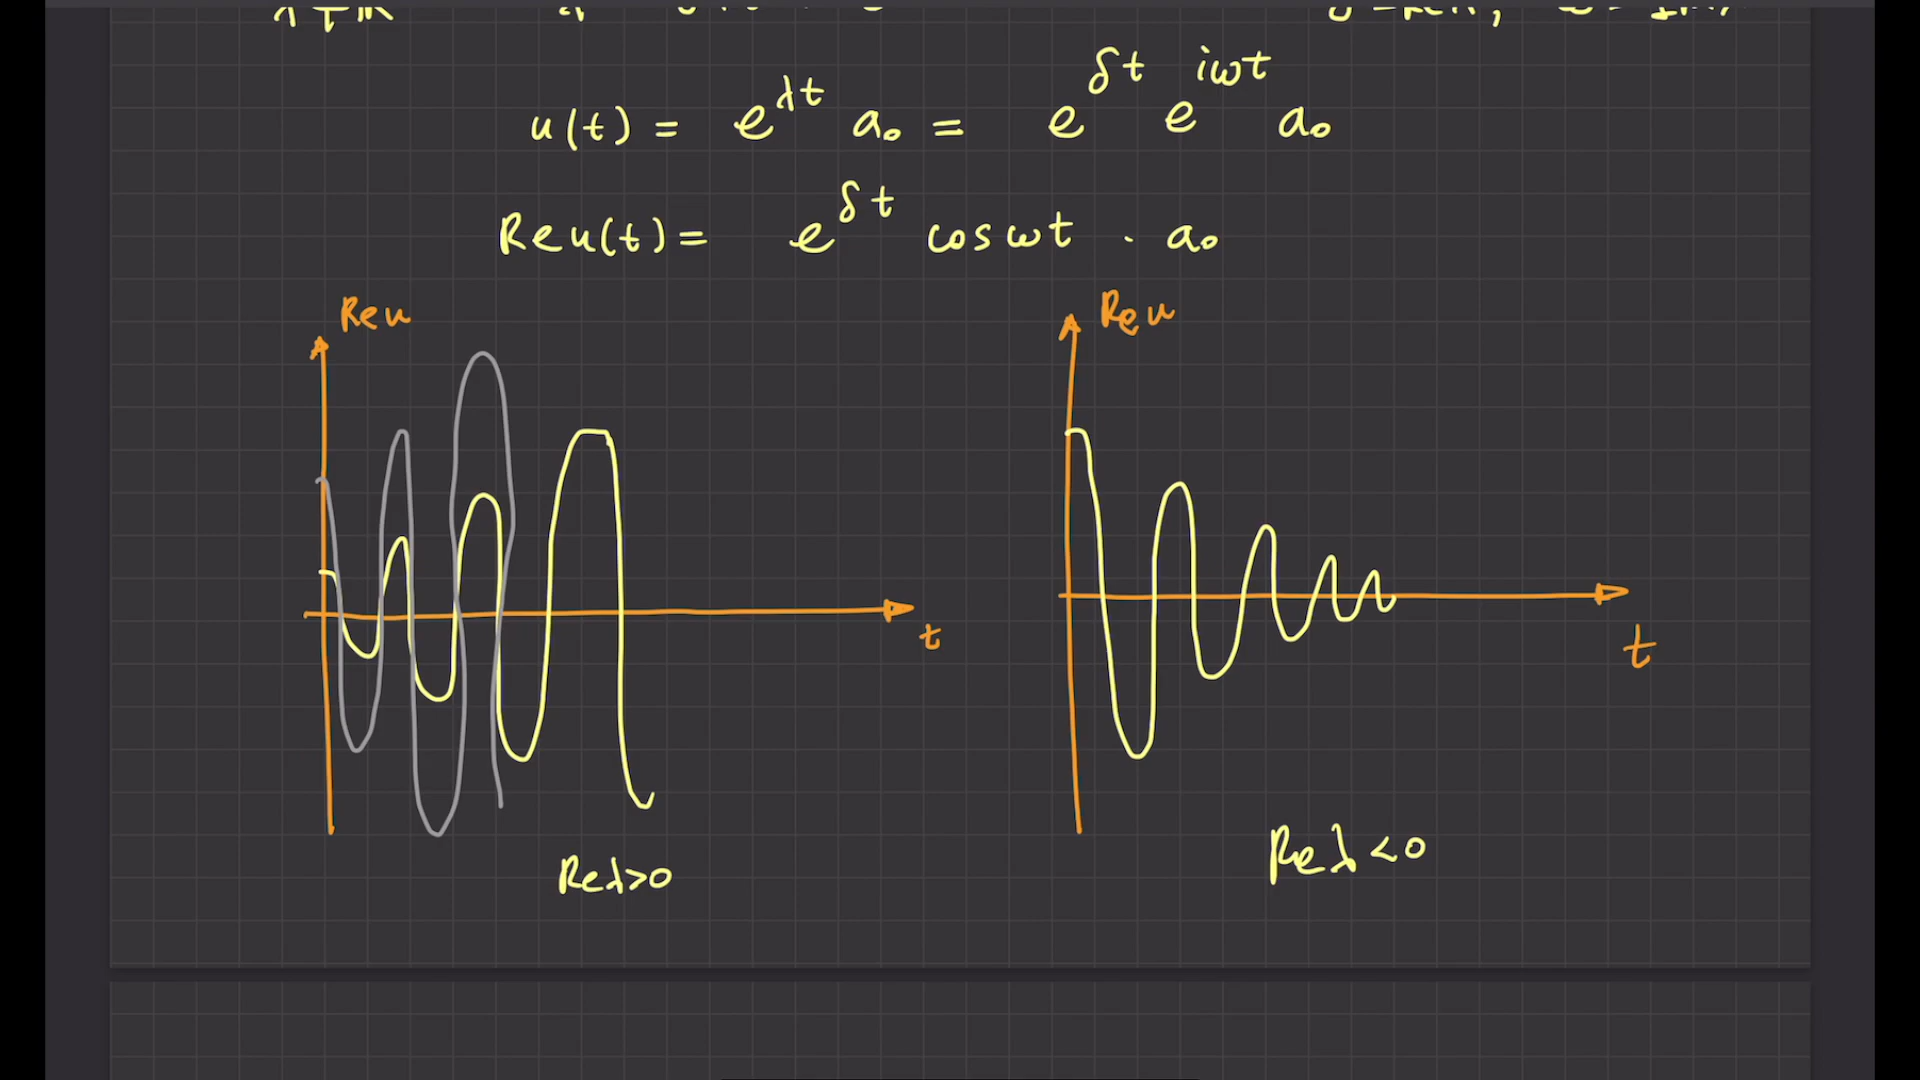 u(t) = e^{λt} a₀ = e^{δt} e^{iωt} a₀
Re u(t) = e^{δt} cos ωt · a₀
Re u
Re u
t
t
Re λ > 0
Re λ < 0